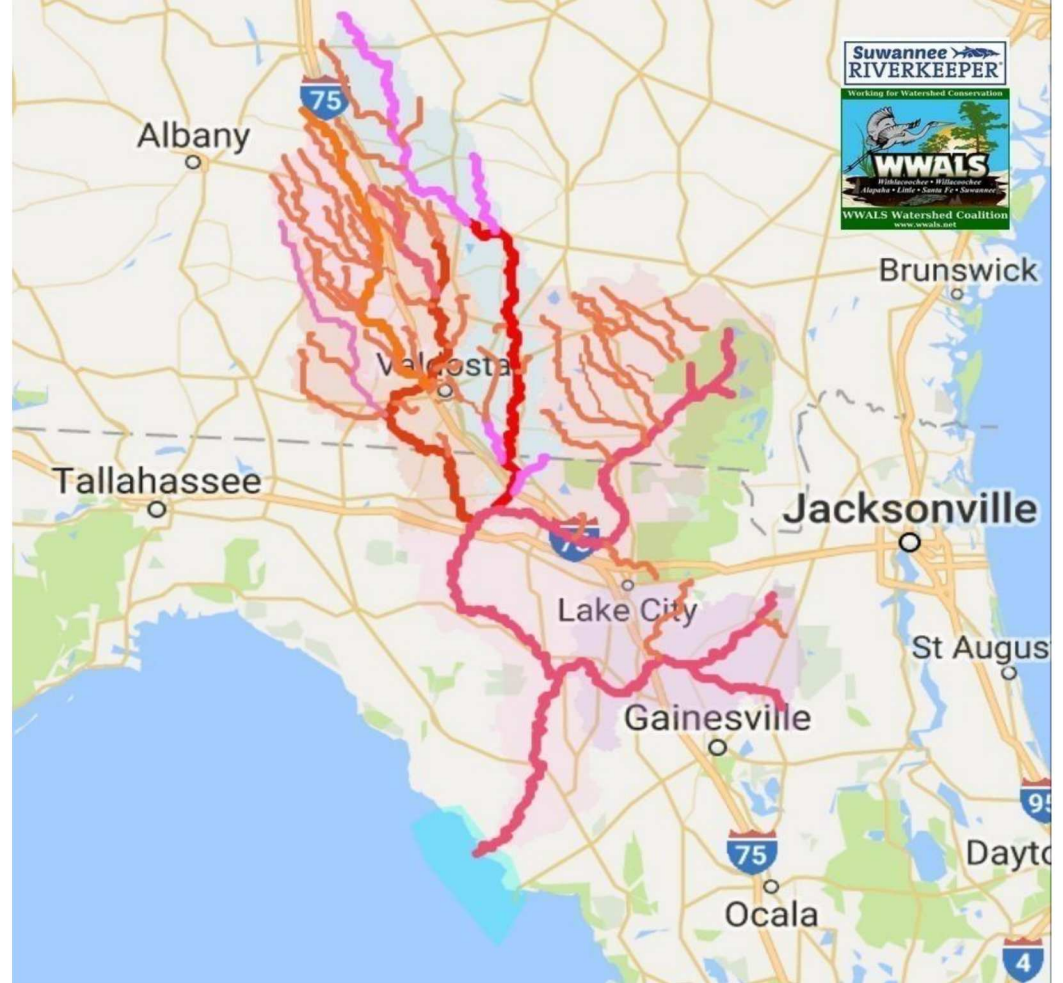 Suwannee
RIVERKEEPER®
Working for Watershed Conservation
WWALS
Withlacoochee • Willacoochee
Alapaha • Little • Santa Fe • Suwannee
WWALS Watershed Coalition
www.wwals.net
75
Albany
Brunswick
Valdosta
Tallahassee
Jacksonville
75
Lake City
St Augus
Gainesville
95
75
Dayto
Ocala
4